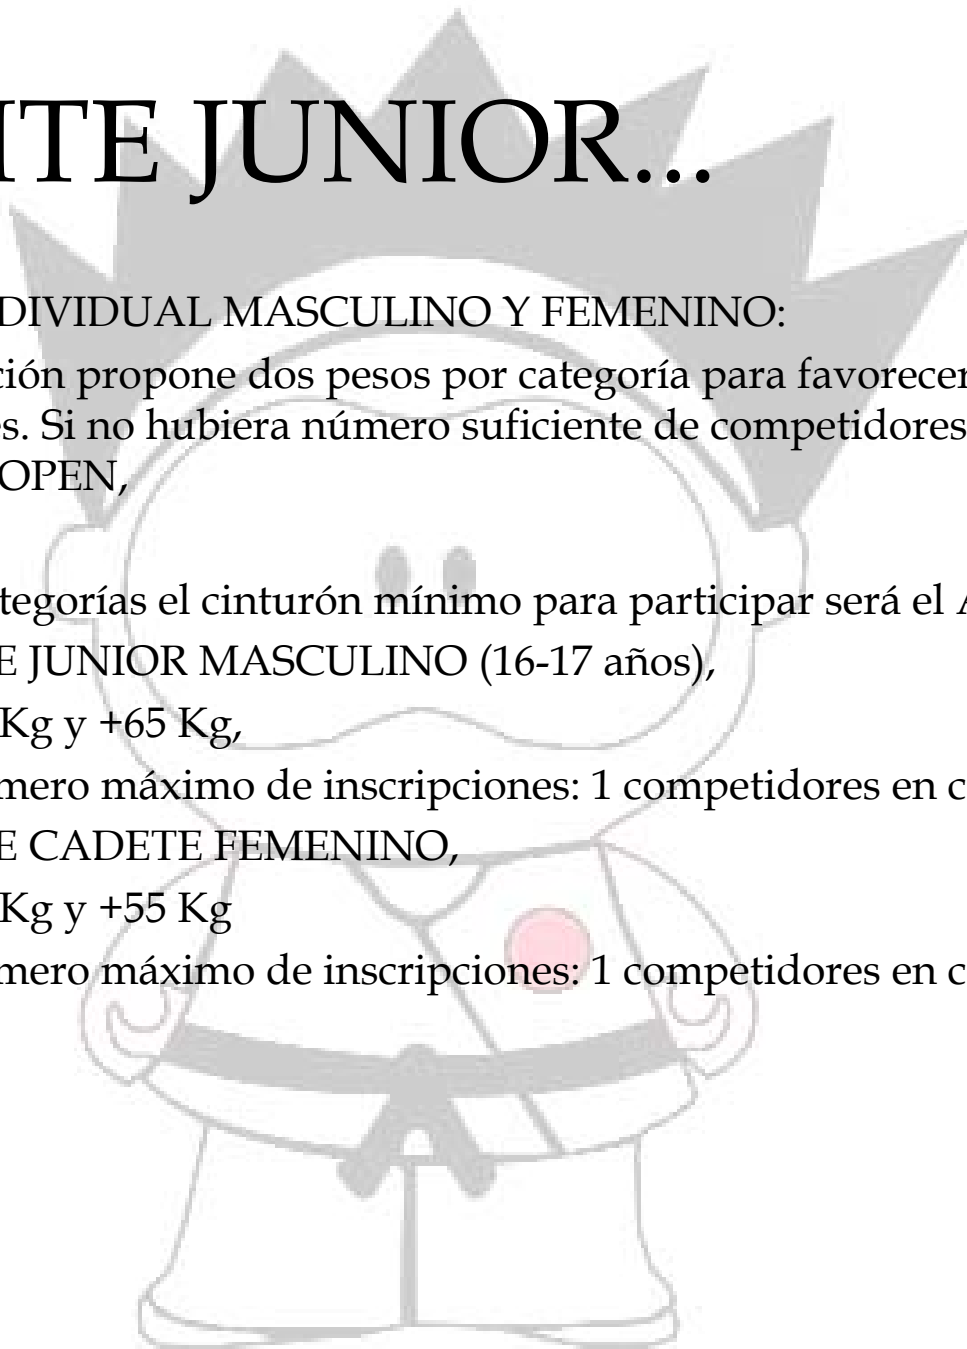 ITE JUNIOR...
DIVIDUAL MASCULINO Y FEMENINO:
ción propone dos pesos por categoría para favorecer
es. Si no hubiera número suficiente de competidores
OPEN,
tegorías el cinturón mínimo para participar será el A
E JUNIOR MASCULINO (16-17 años),
Kg y +65 Kg,
mero máximo de inscripciones: 1 competidores en c
E CADETE FEMENINO,
Kg y +55 Kg
mero máximo de inscripciones: 1 competidores en c